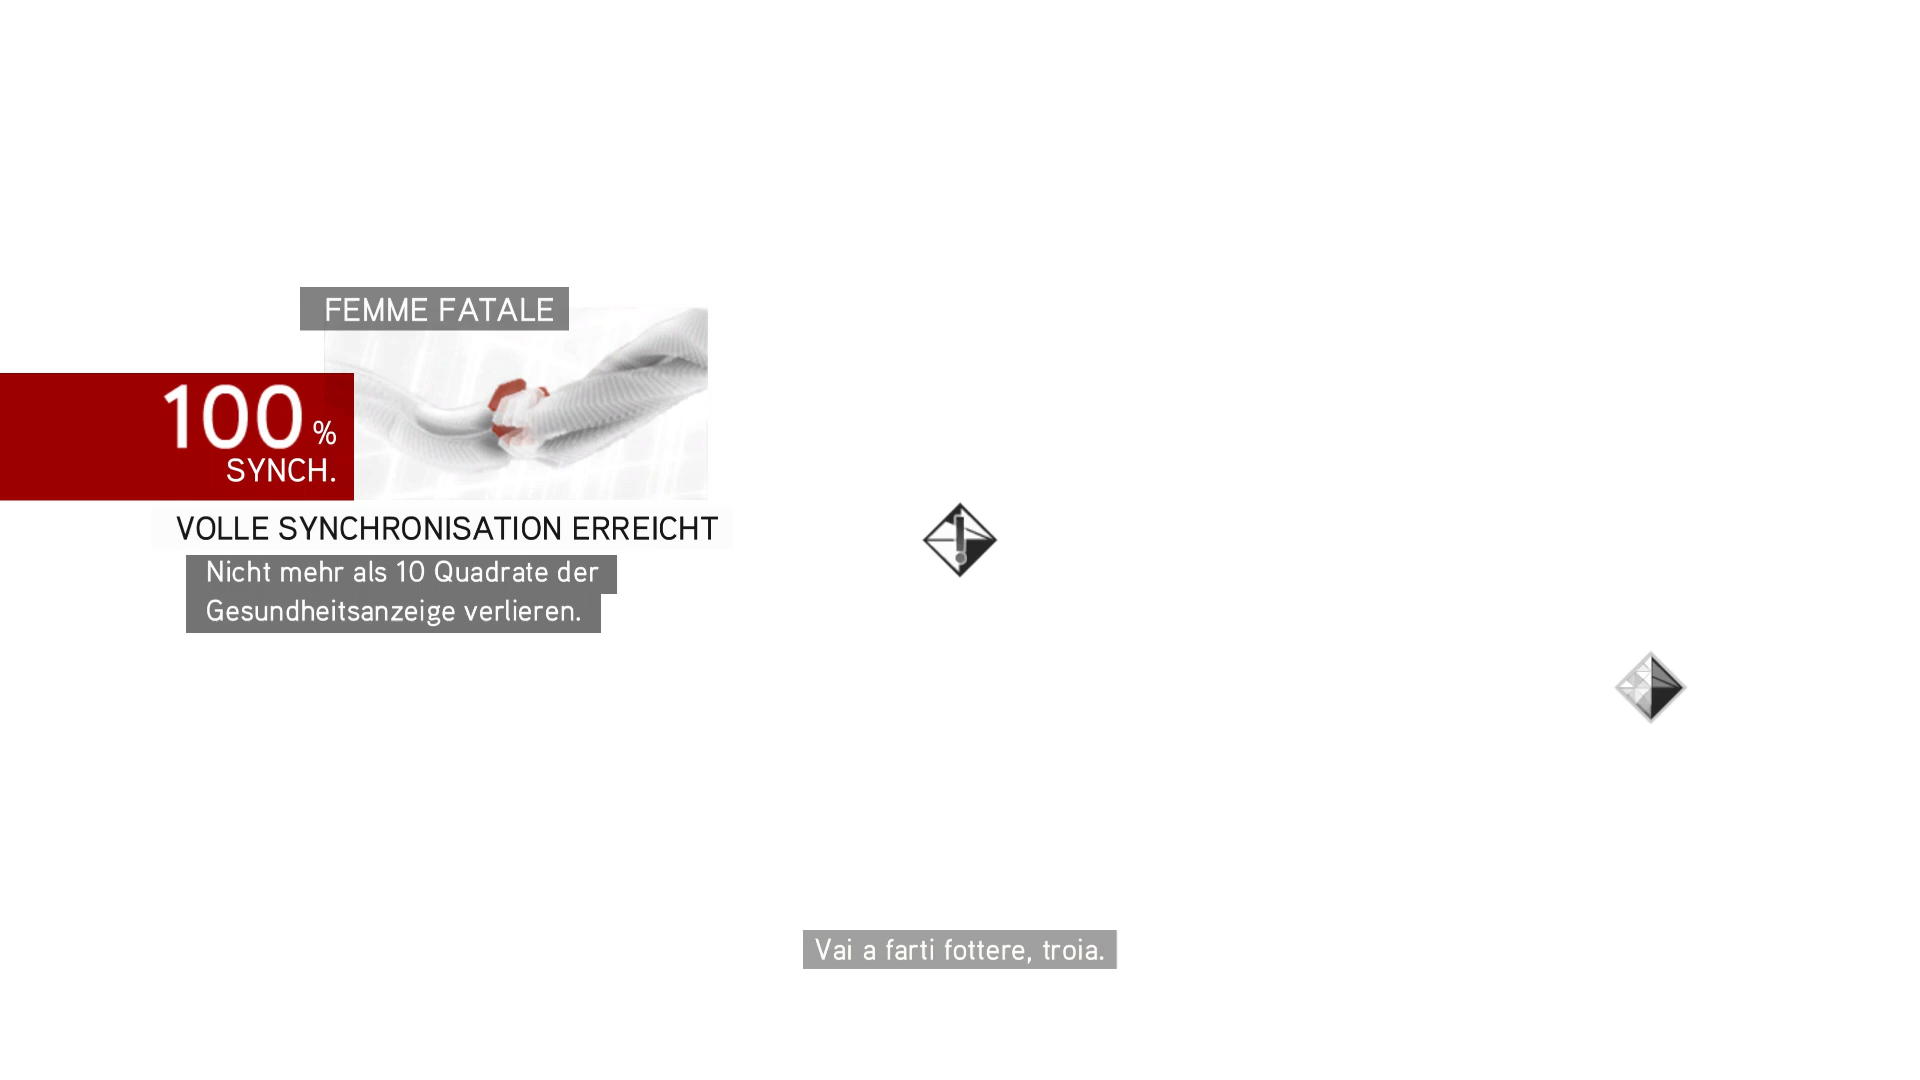 FEMME FATALE
100 %
SYNCH.
VOLLE SYNCHRONISATION ERREICHT
Nicht mehr als 10 Quadrate der
Gesundheitsanzeige verlieren.
Vai a farti fottere, troia.